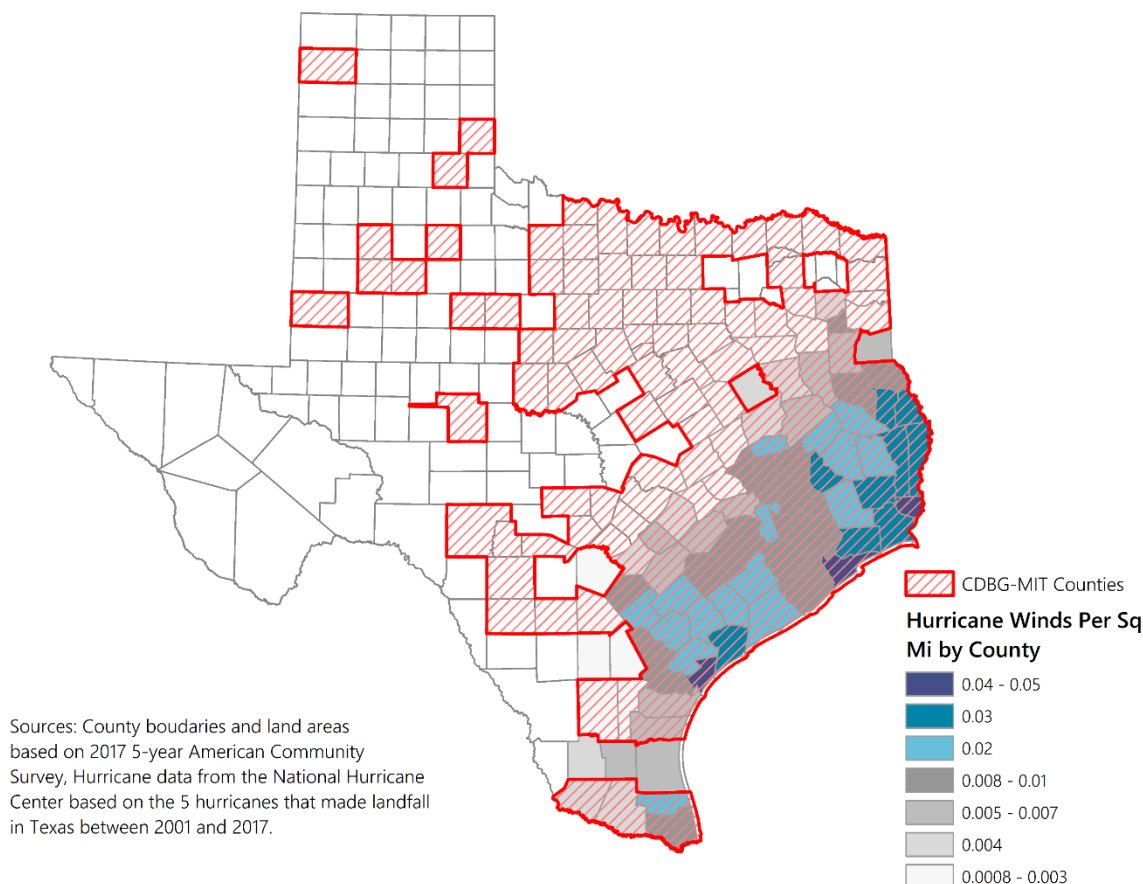 CDBG-MIT Counties
Hurricane Winds Per Sq
Mi by County
0.04 - 0.05
0.03
0.02
0.008 - 0.01
0.005 - 0.007
0.004
0.0008 - 0.003
Sources: County boudaries and land areas
based on 2017 5-year American Community
Survey, Hurricane data from the National Hurricane
Center based on the 5 hurricanes that made landfall
in Texas between 2001 and 2017.